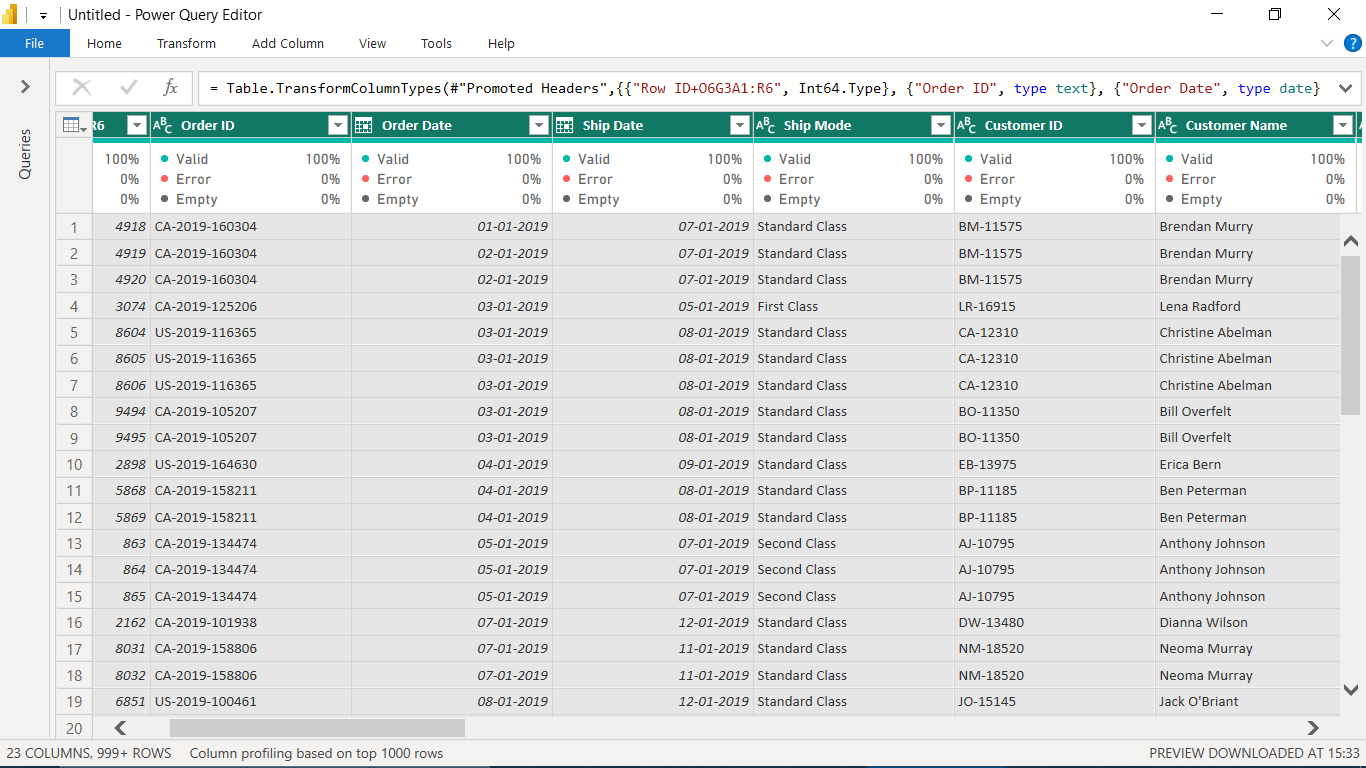 Untitled - Power Query Editor
File Home Transform Add Column View Tools Help ?
fx = Table.TransformColumnTypes(#"Promoted Headers",{{"Row ID+O6G3A1:R6", Int64.Type}, {"Order ID", type text}, {"Order Date", type date}
Queries
R6 ABC Order ID Order Date Ship Date ABC Ship Mode ABC Customer ID ABC Customer Name
100% Valid 100% Valid 100% Valid 100% Valid 100% Valid 100% Valid 100%
0% Error 0% Error 0% Error 0% Error 0% Error 0% Error 0%
0% Empty 0% Empty 0% Empty 0% Empty 0% Empty 0% Empty 0%
1 4918 CA-2019-160304 01-01-2019 07-01-2019 Standard Class BM-11575 Brendan Murry
2 4919 CA-2019-160304 02-01-2019 07-01-2019 Standard Class BM-11575 Brendan Murry
3 4920 CA-2019-160304 02-01-2019 07-01-2019 Standard Class BM-11575 Brendan Murry
4 3074 CA-2019-125206 03-01-2019 05-01-2019 First Class LR-16915 Lena Radford
5 8604 US-2019-116365 03-01-2019 08-01-2019 Standard Class CA-12310 Christine Abelman
6 8605 US-2019-116365 03-01-2019 08-01-2019 Standard Class CA-12310 Christine Abelman
7 8606 US-2019-116365 03-01-2019 08-01-2019 Standard Class CA-12310 Christine Abelman
8 9494 CA-2019-105207 03-01-2019 08-01-2019 Standard Class BO-11350 Bill Overfelt
9 9495 CA-2019-105207 03-01-2019 08-01-2019 Standard Class BO-11350 Bill Overfelt
10 2898 US-2019-164630 04-01-2019 09-01-2019 Standard Class EB-13975 Erica Bern
11 5868 CA-2019-158211 04-01-2019 08-01-2019 Standard Class BP-11185 Ben Peterman
12 5869 CA-2019-158211 04-01-2019 08-01-2019 Standard Class BP-11185 Ben Peterman
13 863 CA-2019-134474 05-01-2019 07-01-2019 Second Class AJ-10795 Anthony Johnson
14 864 CA-2019-134474 05-01-2019 07-01-2019 Second Class AJ-10795 Anthony Johnson
15 865 CA-2019-134474 05-01-2019 07-01-2019 Second Class AJ-10795 Anthony Johnson
16 2162 CA-2019-101938 07-01-2019 12-01-2019 Standard Class DW-13480 Dianna Wilson
17 8031 CA-2019-158806 07-01-2019 11-01-2019 Standard Class NM-18520 Neoma Murray
18 8032 CA-2019-158806 07-01-2019 11-01-2019 Standard Class NM-18520 Neoma Murray
19 6851 US-2019-100461 08-01-2019 12-01-2019 Standard Class JO-15145 Jack O'Briant
20
23 COLUMNS, 999+ ROWS Column profiling based on top 1000 rows PREVIEW DOWNLOADED AT 15:33